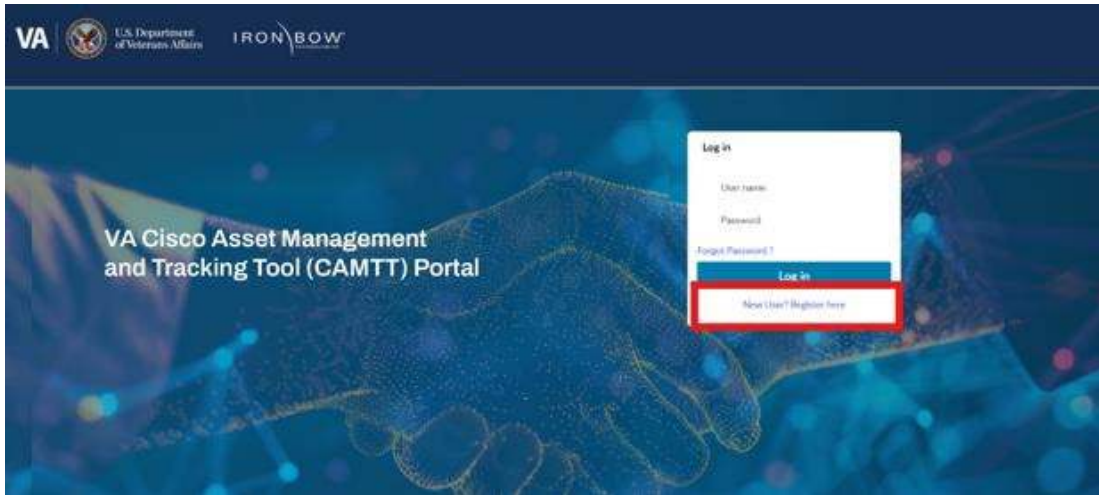 VA
U.S. Department
of Veterans Affairs
IRON BOW
Log in
User name
Password
VA Cisco Asset Management
and Tracking Tool (CAMTT) Portal
Forgot Password ?
Log in
New User? Register here